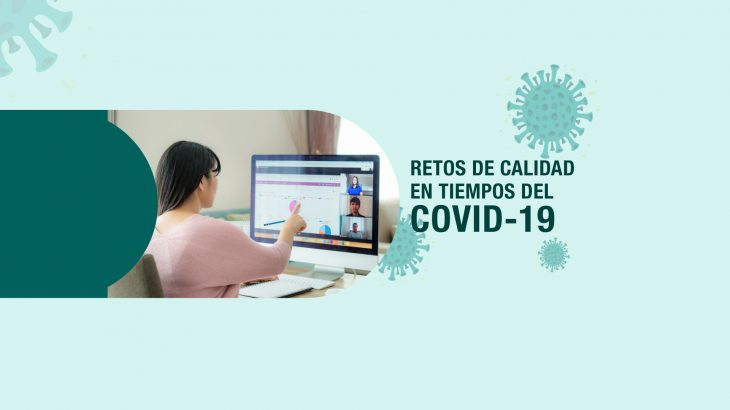 RETOS DE CALIDAD
EN TIEMPOS DEL
COVID-19